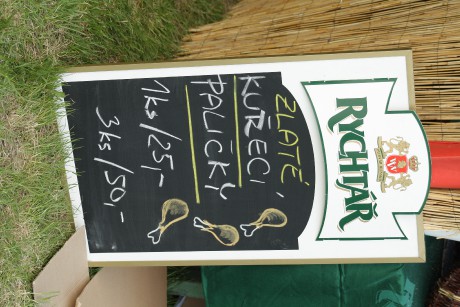 RYCHTÁŘ
ZLATÉ
KUŘECÍ
PALIČKY
1ks/25,-
3ks/50,-